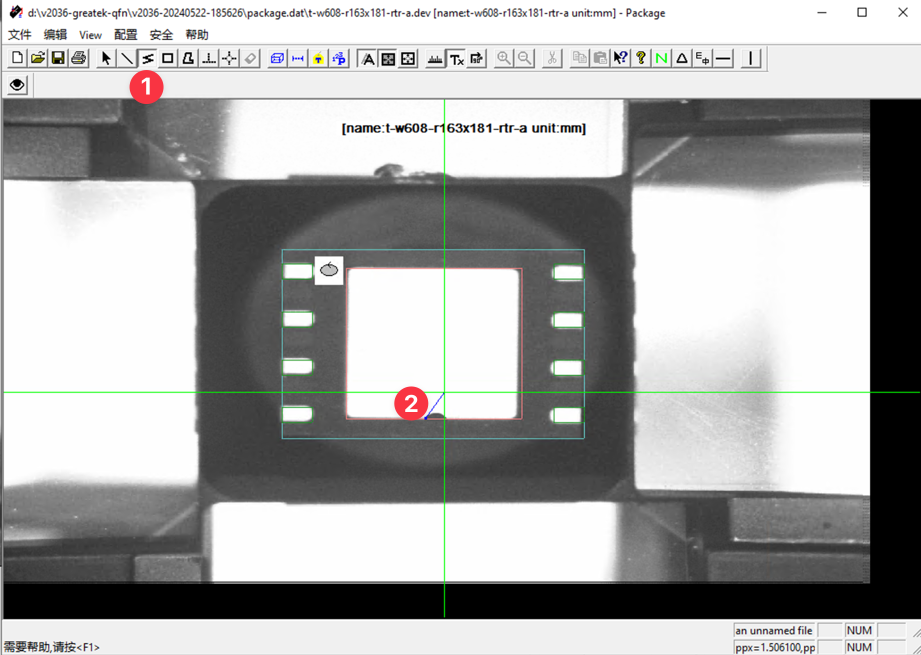 d:\v2036-greatek-qfn\v2036-20240522-185626\package.dat\t-w608-r163x181-rtr-a.dev [name:t-w608-r163x181-rtr-a unit:mm] - Package
文件 编辑 View 配置 安全 帮助
1
[name:t-w608-r163x181-rtr-a unit:mm]
2
an unnamed file NUM
需要帮助,请按<F1> ppx=1.506100,pp NUM